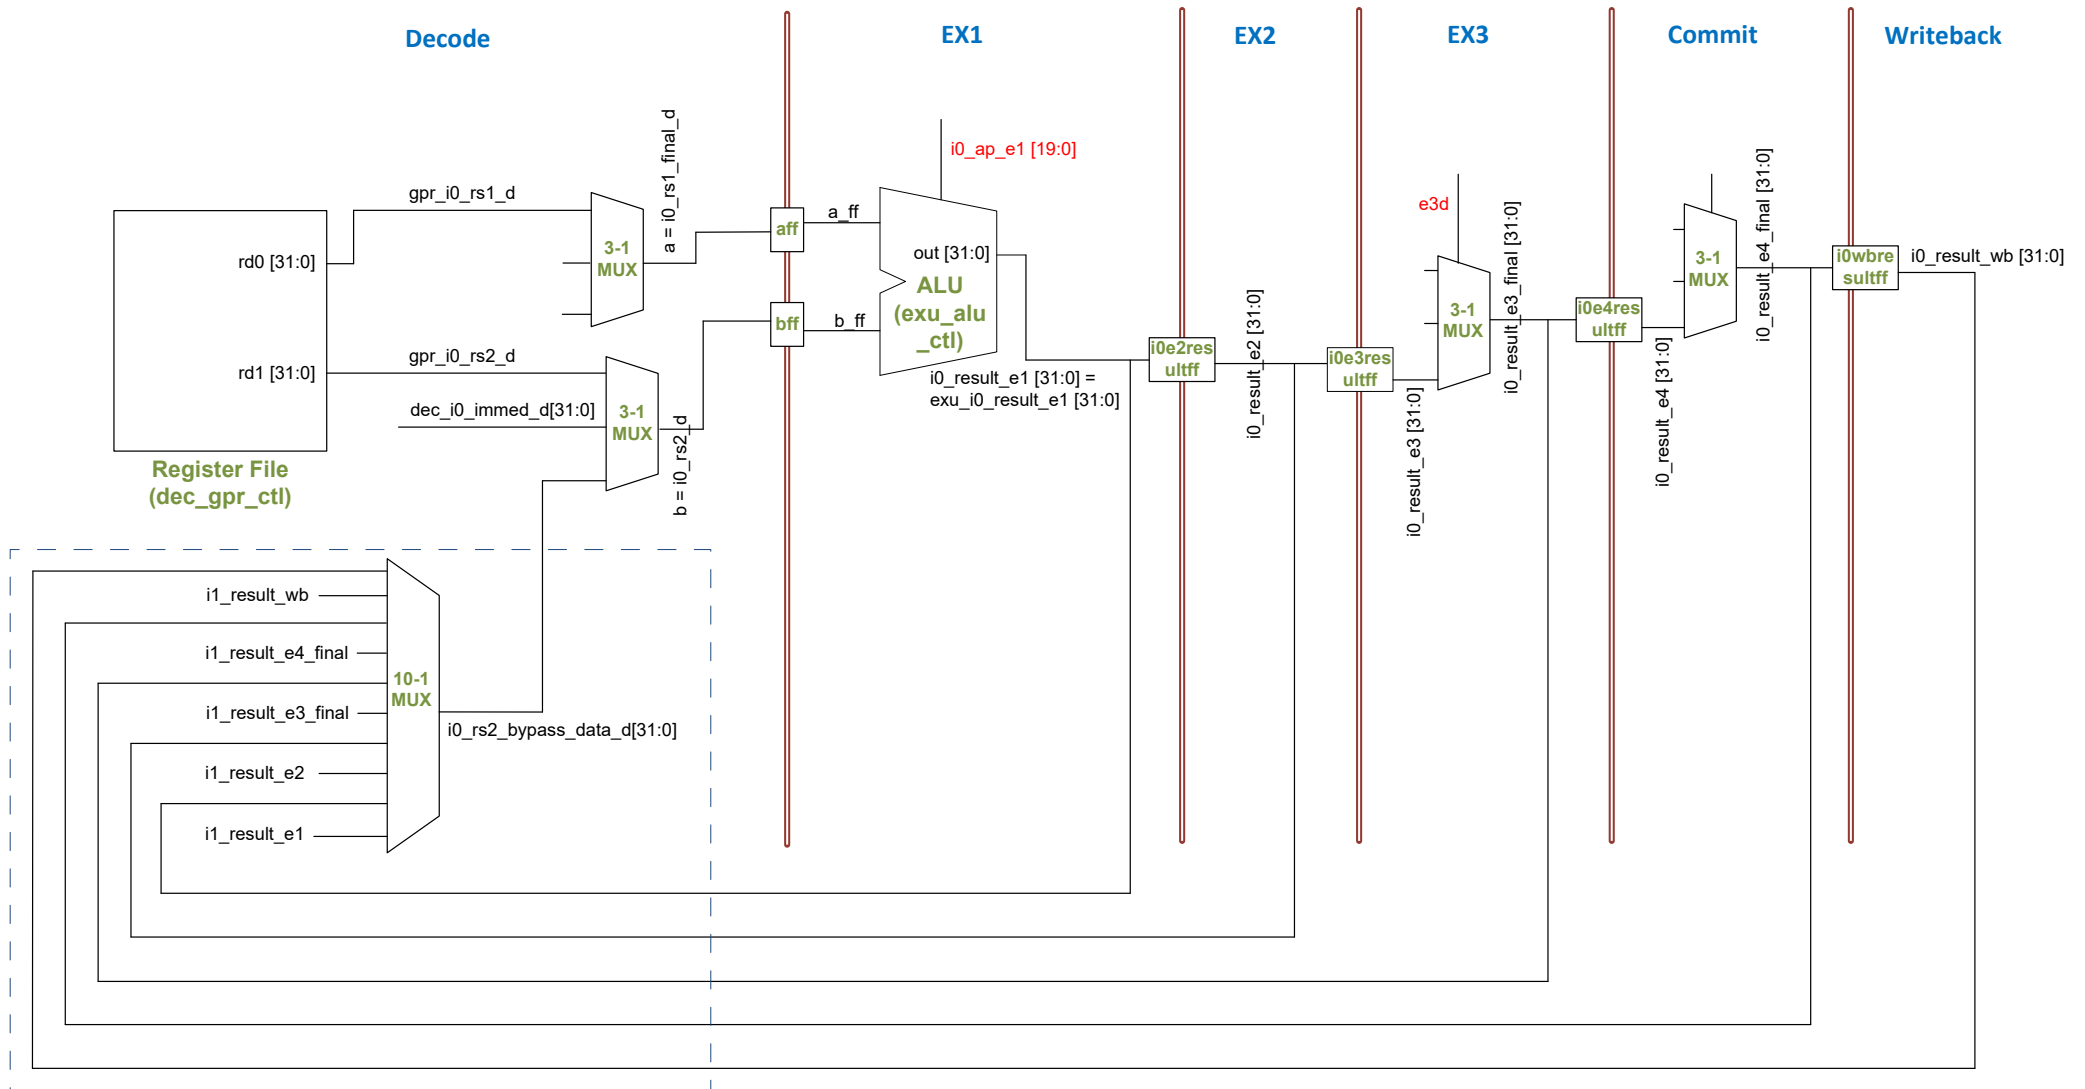 Decode
EX1
EX2
EX3
Commit
Writeback
i0_ap_e1 [19:0]
gpr_i0_rs1_d
a = i0_rs1_final_d
rd0 [31:0]
3-1
MUX
aff
a_ff
out [31:0]
ALU
(exu_alu
_ctl)
bff
b_ff
gpr_i0_rs2_d
rd1 [31:0]
dec_i0_immed_d[31:0]
3-1
MUX
b = i0_rs2_d
Register File
(dec_gpr_ctl)
i0_result_e1 [31:0] =
exu_i0_result_e1 [31:0]
i0e2res
ultff
i0_result_e2 [31:0]
i0e3res
ultff
i0_result_e3 [31:0]
e3d
3-1
MUX
i0_result_e3_final [31:0]
i0e4res
ultff
i0_result_e4 [31:0]
3-1
MUX
i0_result_e4_final [31:0]
i0wbre
sultff
i0_result_wb [31:0]
i1_result_wb
i1_result_e4_final
10-1
MUX
i1_result_e3_final
i0_rs2_bypass_data_d[31:0]
i1_result_e2
i1_result_e1